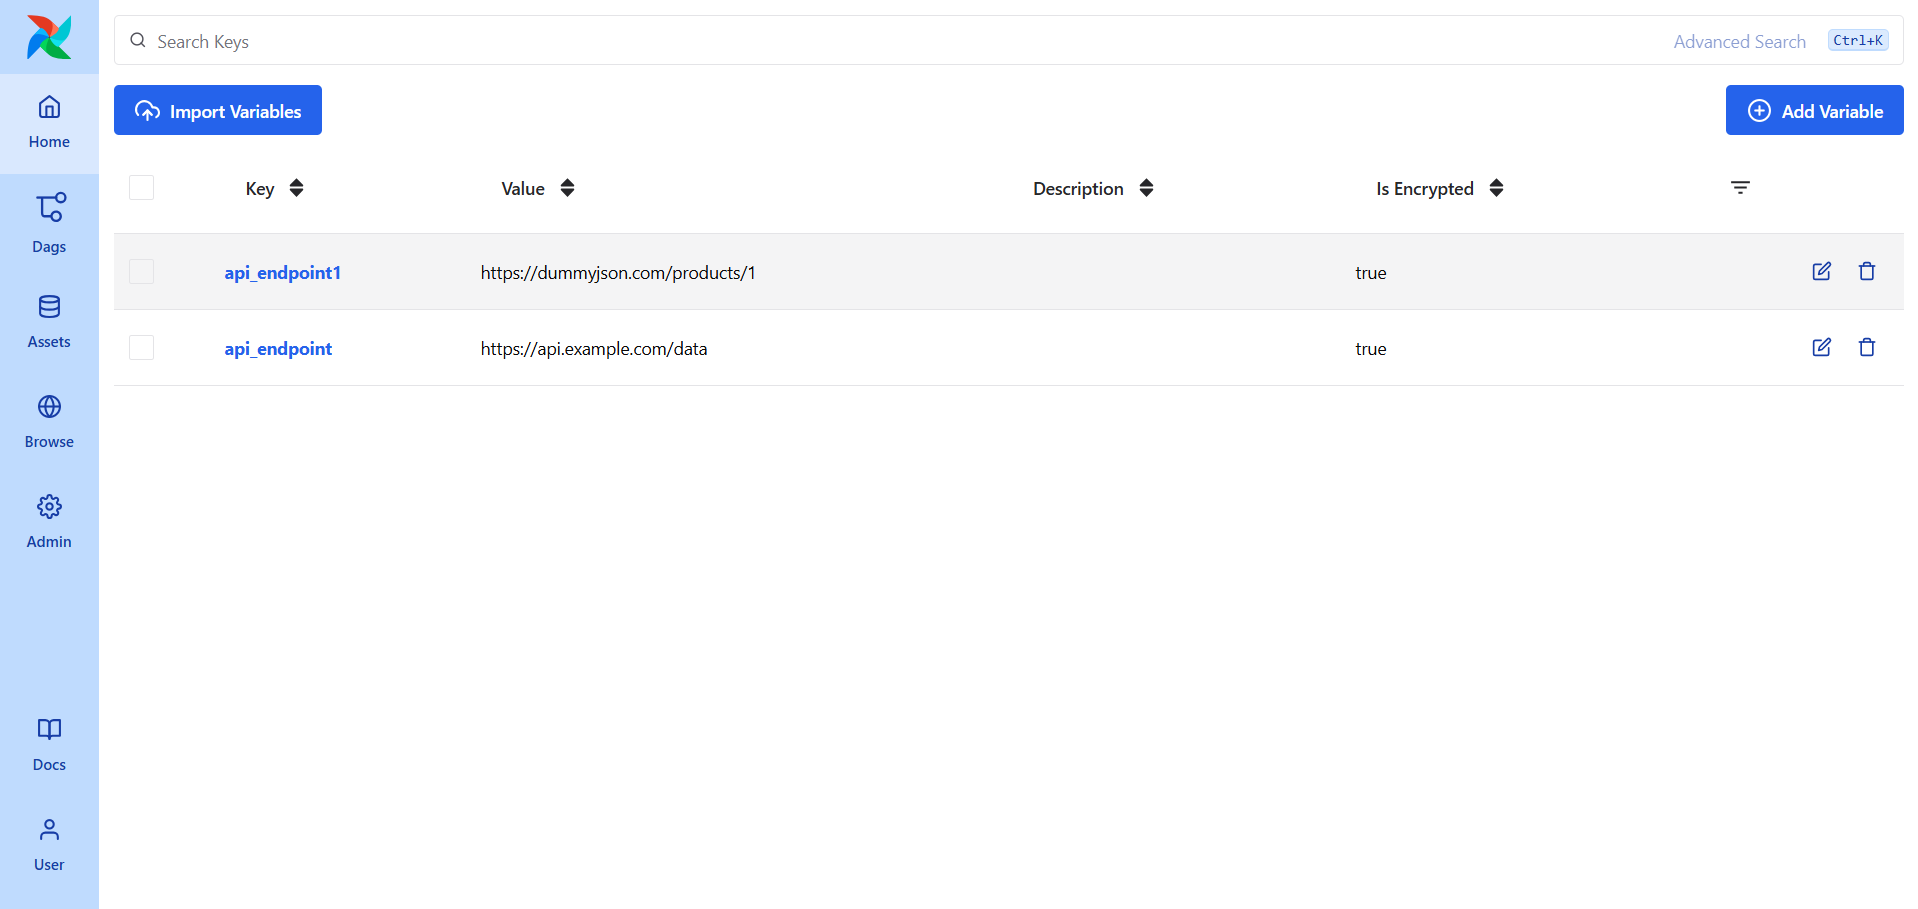 Search Keys Advanced Search Ctrl+K
Import Variables Add Variable
Home
Key Value Description Is Encrypted
Dags
api_endpoint1 https://dummyjson.com/products/1 true
Assets
api_endpoint https://api.example.com/data true
Browse
Admin
Docs
User